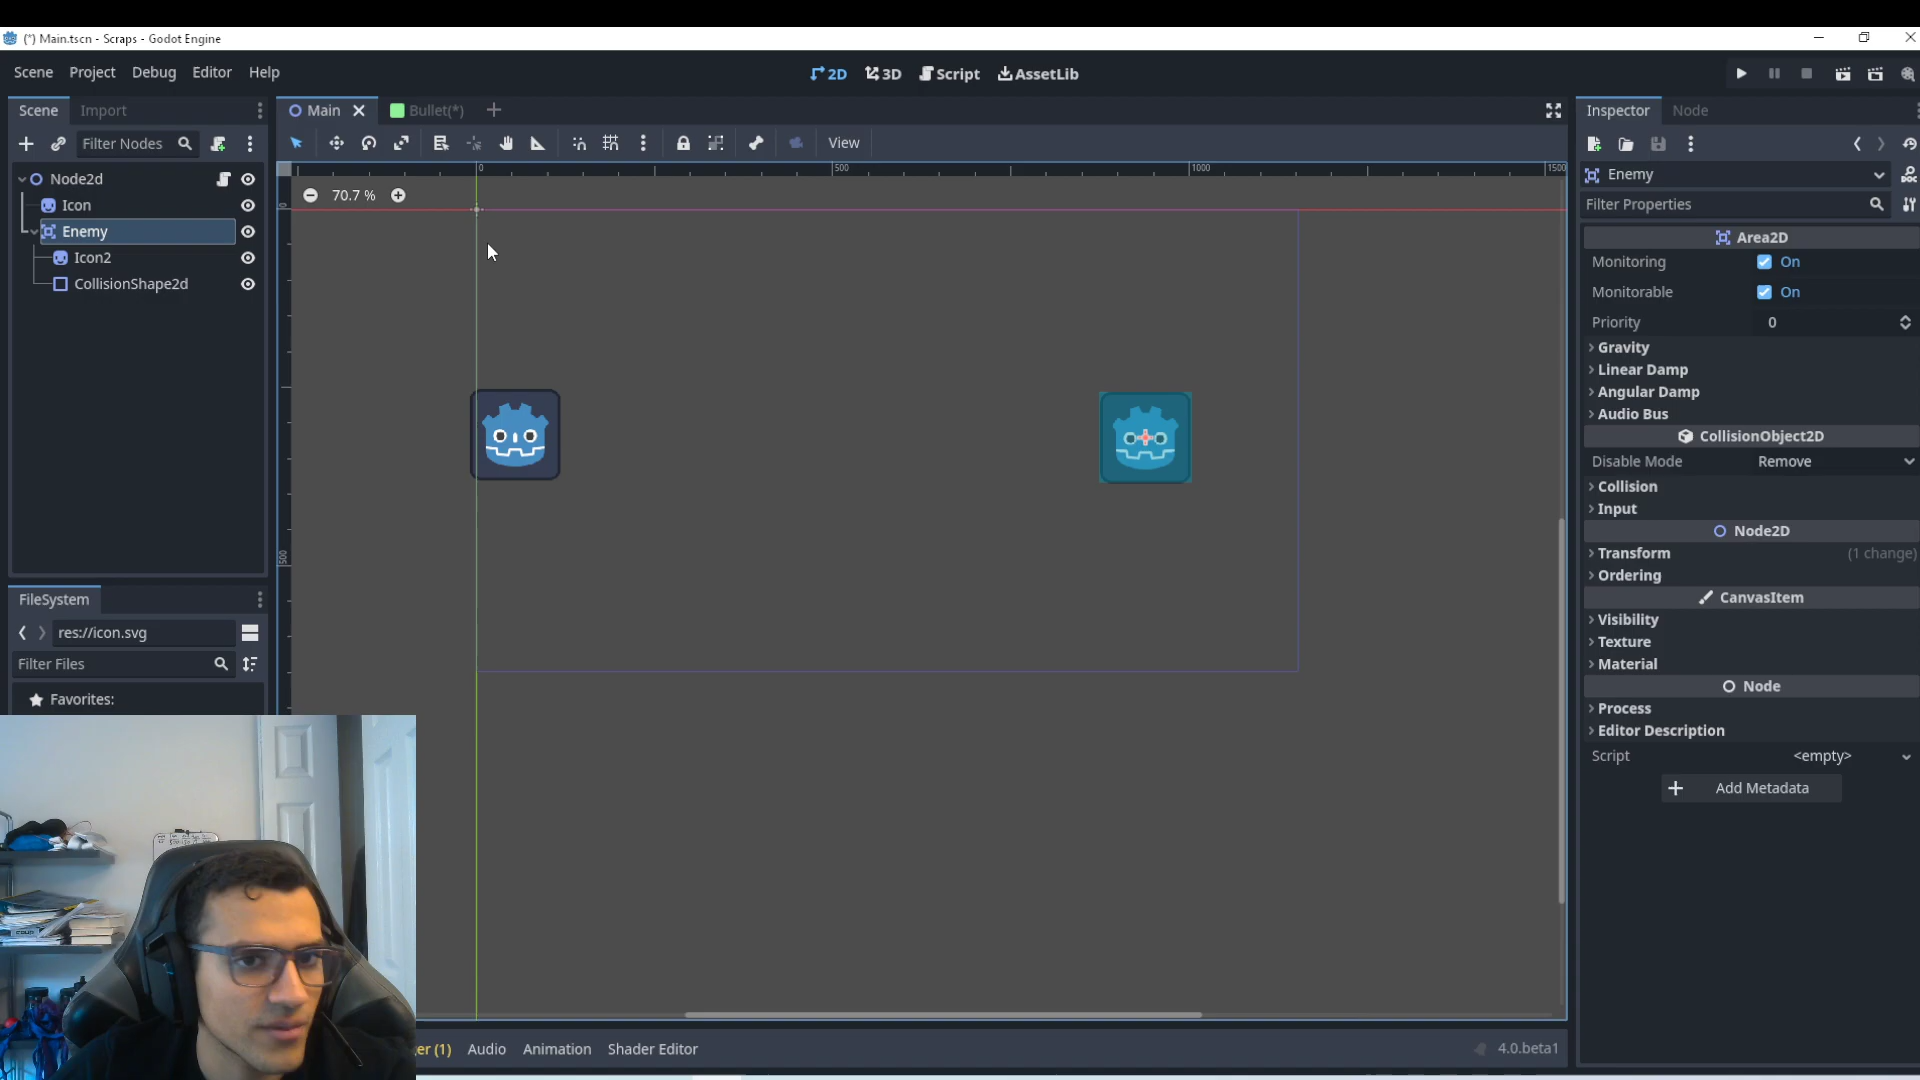 (*) Main.tscn - Scraps - Godot Engine
Scene Project Debug Editor Help
2D 3D Script AssetLib
Scene Import
Main Bullet(*)
Inspector Node
Filter Nodes
View
Node2d
Icon
Enemy
Icon2
CollisionShape2d
0 500 1000 1500
70.7 %
0
500
Enemy
Filter Properties
Area2D
Monitoring On
Monitorable On
Priority 0
Gravity
Linear Damp
Angular Damp
Audio Bus
CollisionObject2D
Disable Mode Remove
Collision
Input
Node2D
Transform (1 change)
Ordering
CanvasItem
Visibility
Texture
Material
Node
Process
Editor Description
Script <empty>
Add Metadata
FileSystem
res://icon.svg
Filter Files
Favorites:
er (1) Audio Animation Shader Editor
4.0.beta1